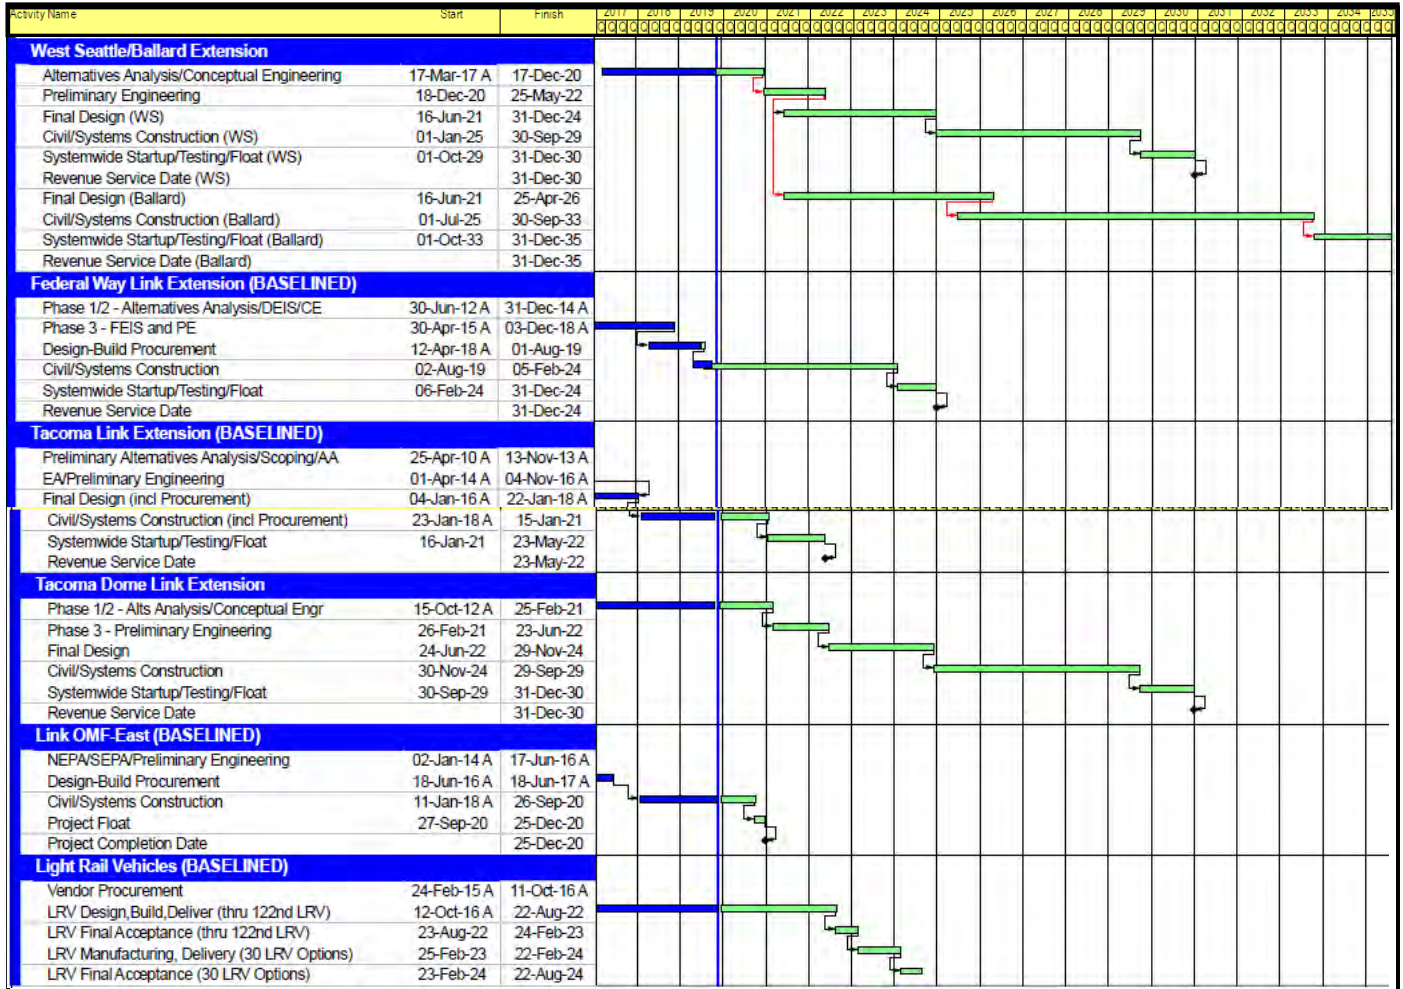 Activity Name Start Finish 2017 2018 2019 2020 2021 2022 2023 2024 2025 2026 2027 2028 2029 2030 2031 2032 2033 2034 2035
West Seattle/Ballard Extension
Alternatives Analysis/Conceptual Engineering 17-Mar-17 A 17-Dec-20
Preliminary Engineering 18-Dec-20 25-May-22
Final Design (WS) 16-Jun-21 31-Dec-24
Civil/Systems Construction (WS) 01-Jan-25 30-Sep-29
Systemwide Startup/Testing/Float (WS) 01-Oct-29 31-Dec-30
Revenue Service Date (WS) 31-Dec-30
Final Design (Ballard) 16-Jun-21 25-Apr-26
Civil/Systems Construction (Ballard) 01-Jul-25 30-Sep-33
Systemwide Startup/Testing/Float (Ballard) 01-Oct-33 31-Dec-35
Revenue Service Date (Ballard) 31-Dec-35
Federal Way Link Extension (BASELINED)
Phase 1/2 - Alternatives Analysis/DEIS/CE 30-Jun-12 A 31-Dec-14 A
Phase 3 - FEIS and PE 30-Apr-15 A 03-Dec-18 A
Design-Build Procurement 12-Apr-18 A 01-Aug-19
Civil/Systems Construction 02-Aug-19 05-Feb-24
Systemwide Startup/Testing/Float 06-Feb-24 31-Dec-24
Revenue Service Date 31-Dec-24
Tacoma Link Extension (BASELINED)
Preliminary Alternatives Analysis/Scoping/AA 25-Apr-10 A 13-Nov-13 A
EA/Preliminary Engineering 01-Apr-14 A 04-Nov-16 A
Final Design (incl Procurement) 04-Jan-16 A 22-Jan-18 A
Civil/Systems Construction (incl Procurement) 23-Jan-18 A 15-Jan-21
Systemwide Startup/Testing/Float 16-Jan-21 23-May-22
Revenue Service Date 23-May-22
Tacoma Dome Link Extension
Phase 1/2 - Alts Analysis/Conceptual Engr 15-Oct-12 A 25-Feb-21
Phase 3 - Preliminary Engineering 26-Feb-21 23-Jun-22
Final Design 24-Jun-22 29-Nov-24
Civil/Systems Construction 30-Nov-24 29-Sep-29
Systemwide Startup/Testing/Float 30-Sep-29 31-Dec-30
Revenue Service Date 31-Dec-30
Link OMF-East (BASELINED)
NEPA/SEPA/Preliminary Engineering 02-Jan-14 A 17-Jun-16 A
Design-Build Procurement 18-Jun-16 A 18-Jun-17 A
Civil/Systems Construction 11-Jan-18 A 26-Sep-20
Project Float 27-Sep-20 25-Dec-20
Project Completion Date 25-Dec-20
Light Rail Vehicles (BASELINED)
Vendor Procurement 24-Feb-15 A 11-Oct-16 A
LRV Design,Build,Deliver (thru 122nd LRV) 12-Oct-16 A 22-Aug-22
LRV Final Acceptance (thru 122nd LRV) 23-Aug-22 24-Feb-23
LRV Manufacturing, Delivery (30 LRV Options) 25-Feb-23 22-Feb-24
LRV Final Acceptance (30 LRV Options) 23-Feb-24 22-Aug-24